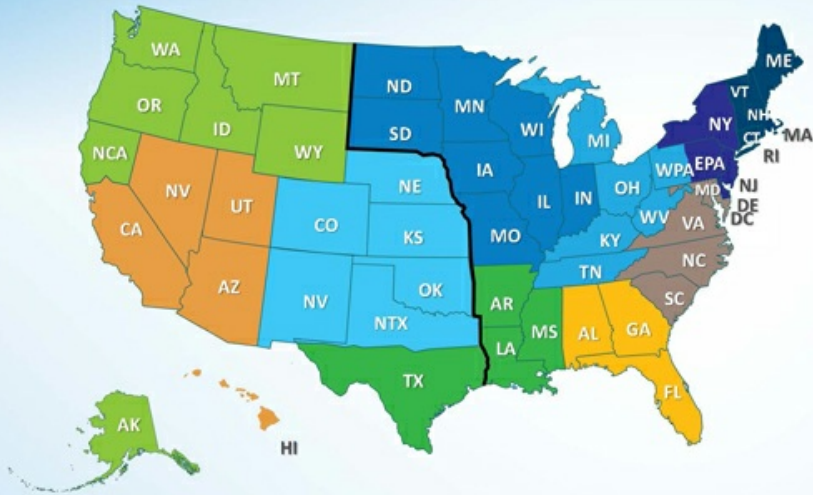 WA
MT
ND
MN
ME
VT
OR
ID
SD
WI
MI
NY
NH
MA
CT
RI
NCA
WY
IA
WPA
EPA
NV
UT
NE
IL
IN
OH
MD
NJ
DE
DC
CA
CO
KS
MO
KY
WV
VA
AZ
NV
OK
NTX
TN
NC
AR
SC
MS
AL
GA
LA
TX
FL
AK
HI